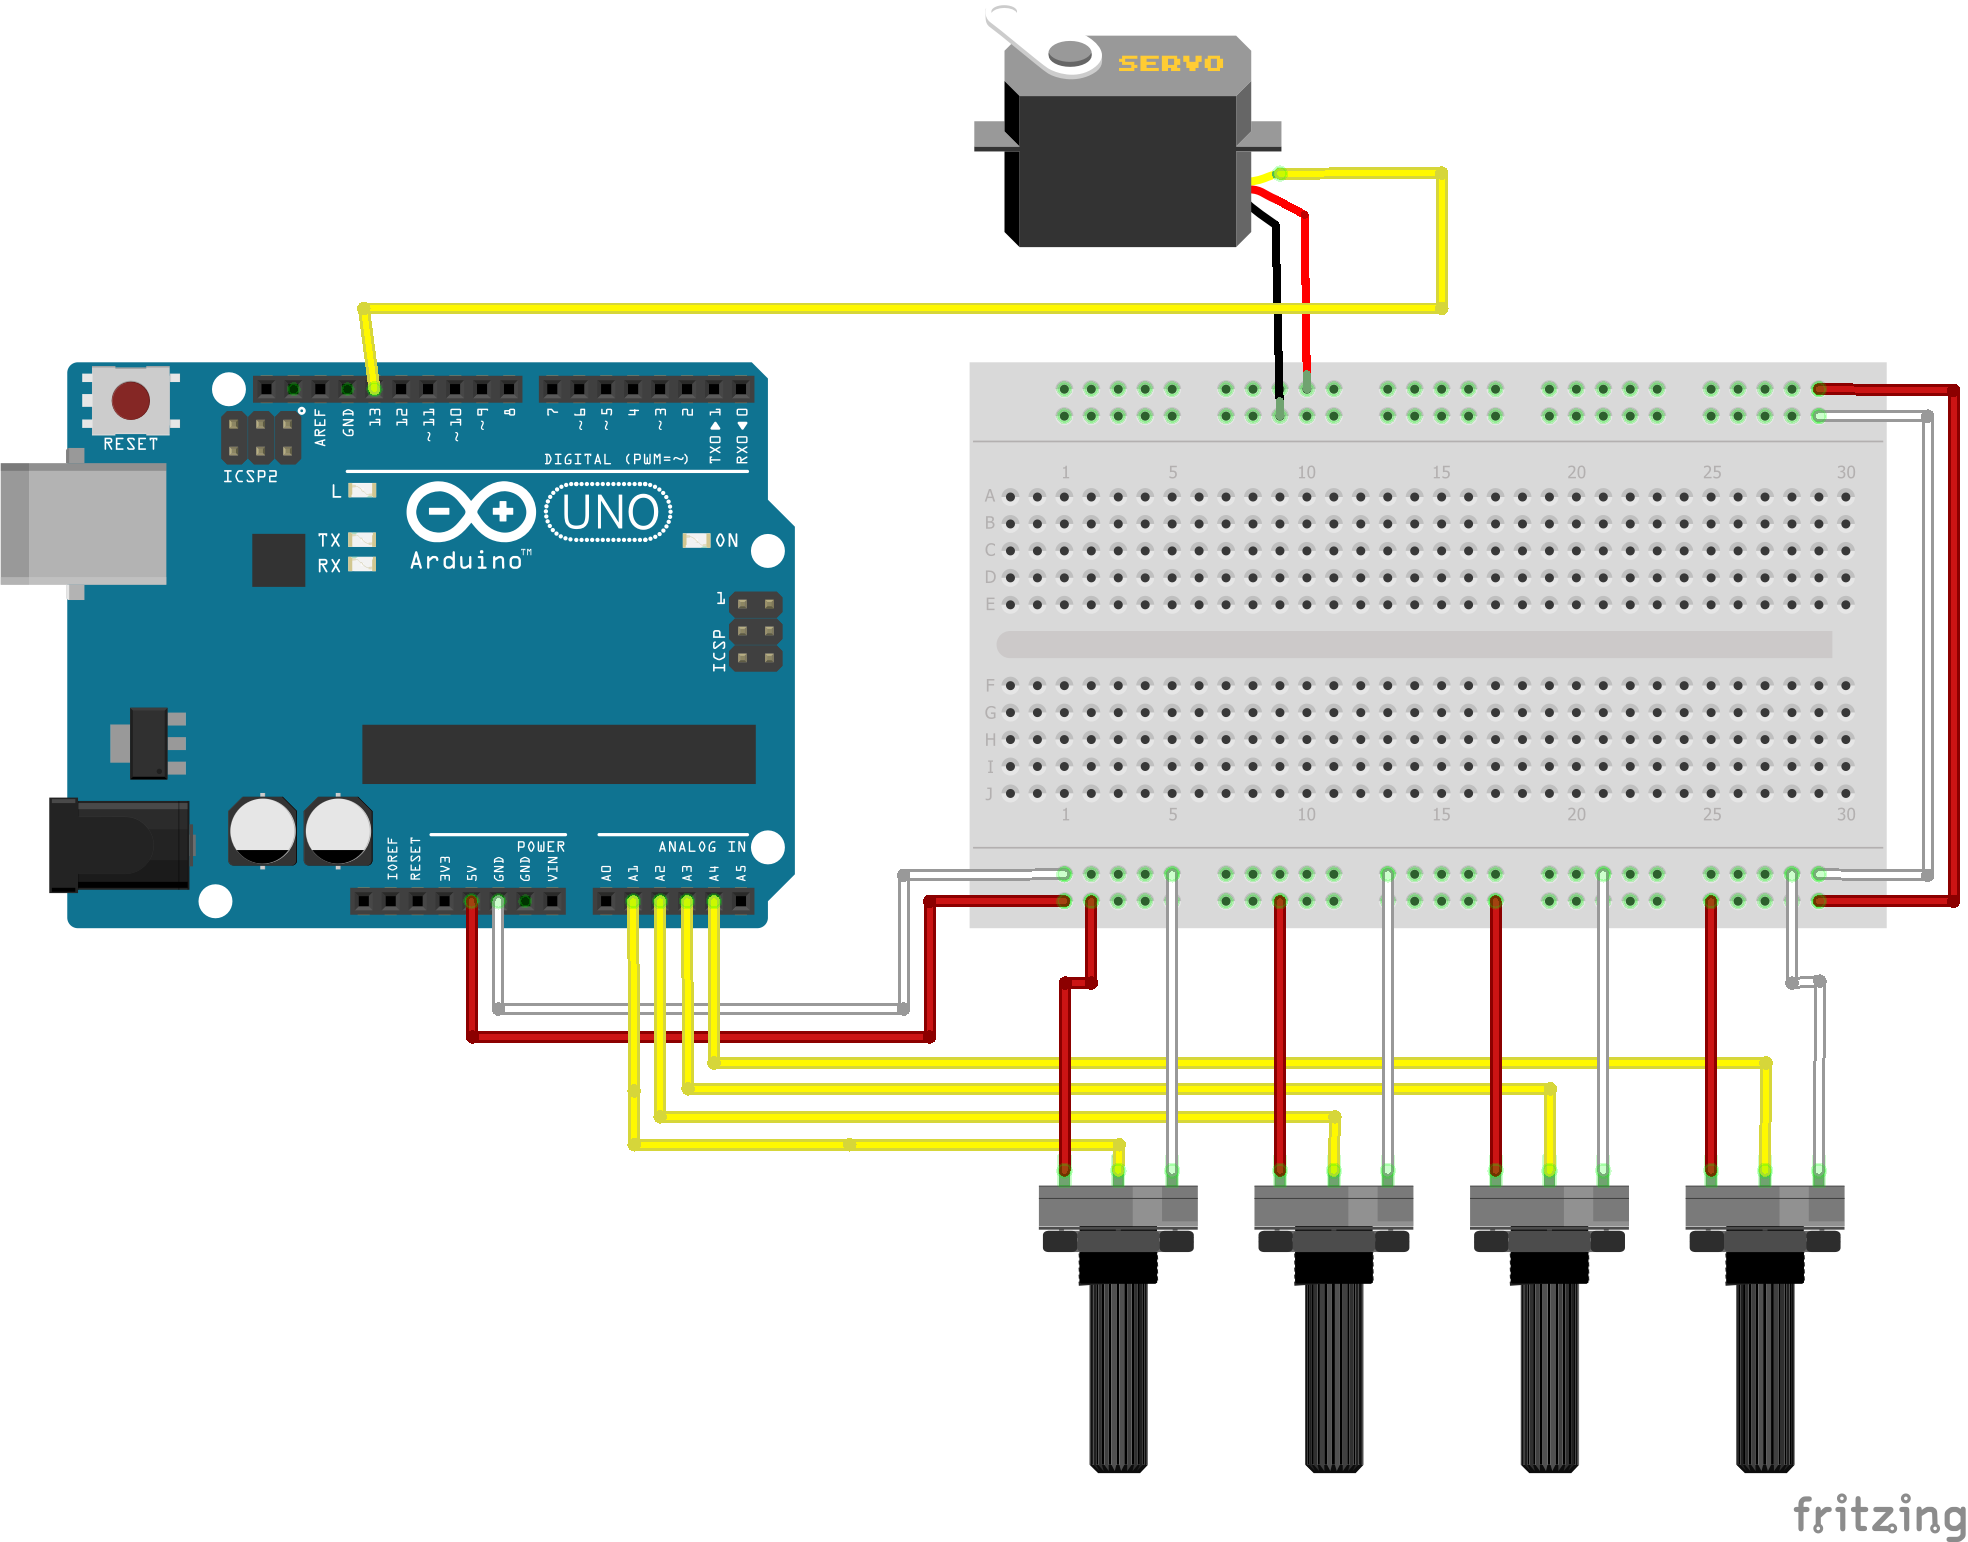 SERVO
RESET
ICSP2
AREF
GND
13
12
~11
~10
~9
8
7
~6
~5
4
~3
2
TX0▶1
RX0◀0
DIGITAL (PWM=~)
L
TX
RX
UNO
Arduino™
ON
1
ICSP
IOREF
RESET
3V3
5V
GND
GND
VIN
POWER
ANALOG IN
A0
A1
A2
A3
A4
A5
1 5 10 15 20 25 30
A
B
C
D
E
F
G
H
I
J
1 5 10 15 20 25 30
fritzing